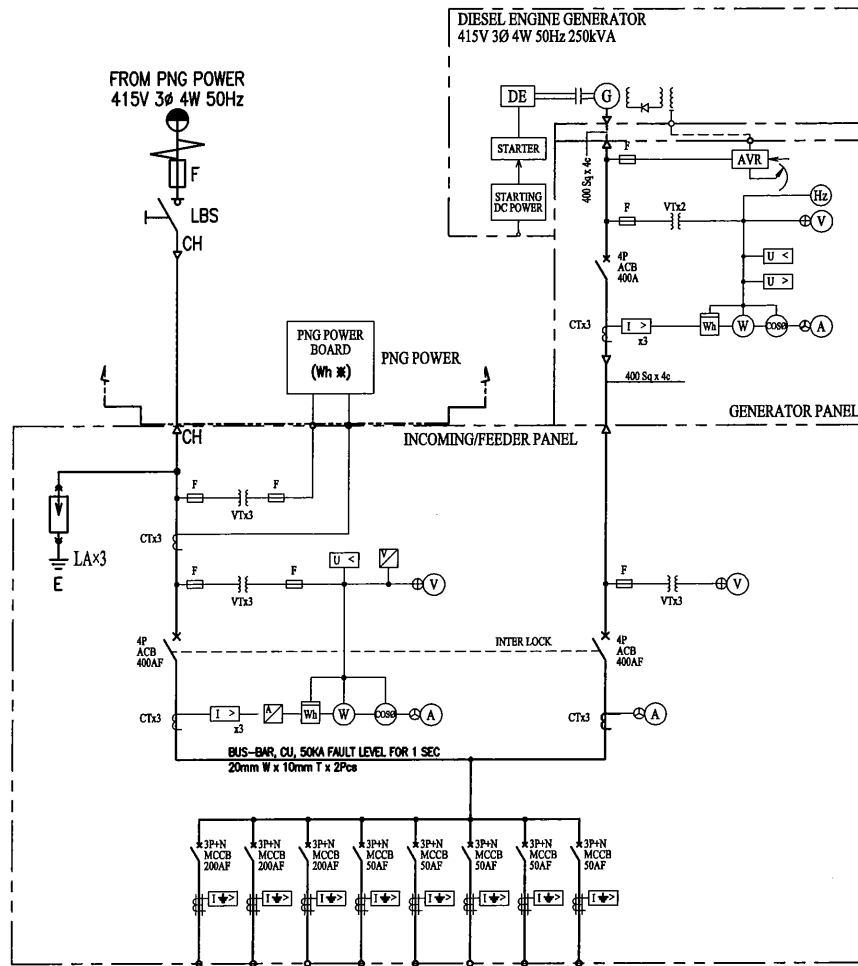 DIESEL ENGINE GENERATOR
415V 3Ø 4W 50Hz 250kVA
FROM PNG POWER
415V 3ø 4W 50Hz
DE
G
F
STARTER
F
AVR
400 Sq x 4c
STARTING
DC POWER
LBS
Hz
F
VTx2
V
CH
4P
ACB
400A
U <
U >
CTx3
I >
x3
Wh
W
COSØ
A
PNG POWER
BOARD
(Wh ※)
PNG POWER
400 Sq x 4c
GENERATOR PANEL
CH
INCOMING/FEEDER PANEL
F
VTx3
F
CTx3
LA×3
E
U <
V
F
VTx3
F
V
F
VTx3
V
4P
ACB
400AF
INTER LOCK
4P
ACB
400AF
CTx3
I >
x3
A
Wh
W
COSØ
A
CTx3
A
BUS-BAR, CU, 50KA FAULT LEVEL FOR 1 SEC
20mm W x 10mm T x 2Pcs
3P+N
MCCB
200AF
3P+N
MCCB
200AF
3P+N
MCCB
200AF
3P+N
MCCB
50AF
3P+N
MCCB
50AF
3P+N
MCCB
50AF
3P+N
MCCB
50AF
3P+N
MCCB
50AF
I ⏚>
I ⏚>
I ⏚>
I ⏚>
I ⏚>
I ⏚>
I ⏚>
I ⏚>